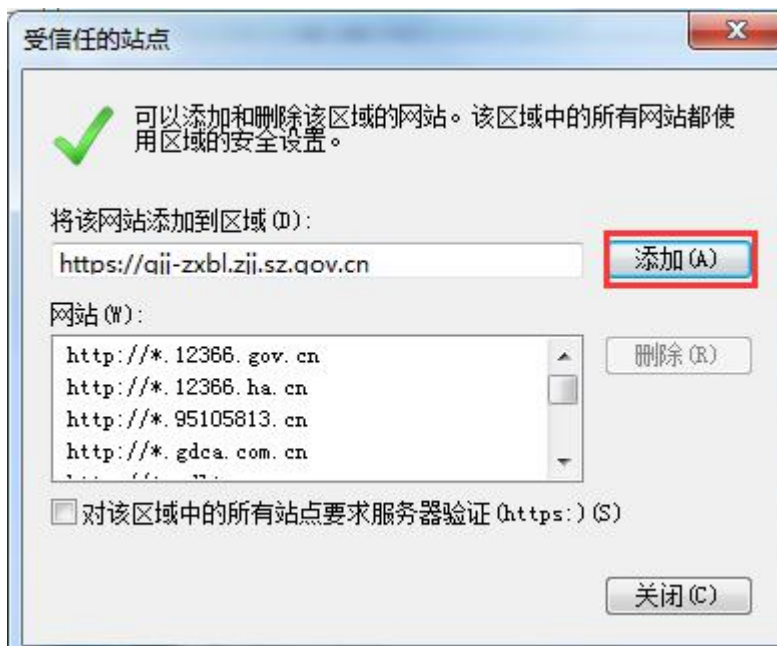 受信任的站点
可以添加和删除该区域的网站。该区域中的所有网站都使
用区域的安全设置。
将该网站添加到区域(D):
https://gjj-zxbl.zjj.sz.gov.cn
添加(A)
网站(W):
http://*.12366.gov.cn
http://*.12366.ha.cn
http://*.95105813.cn
http://*.gdca.com.cn
删除(R)
对该区域中的所有站点要求服务器验证(https:)(S)
关闭(C)